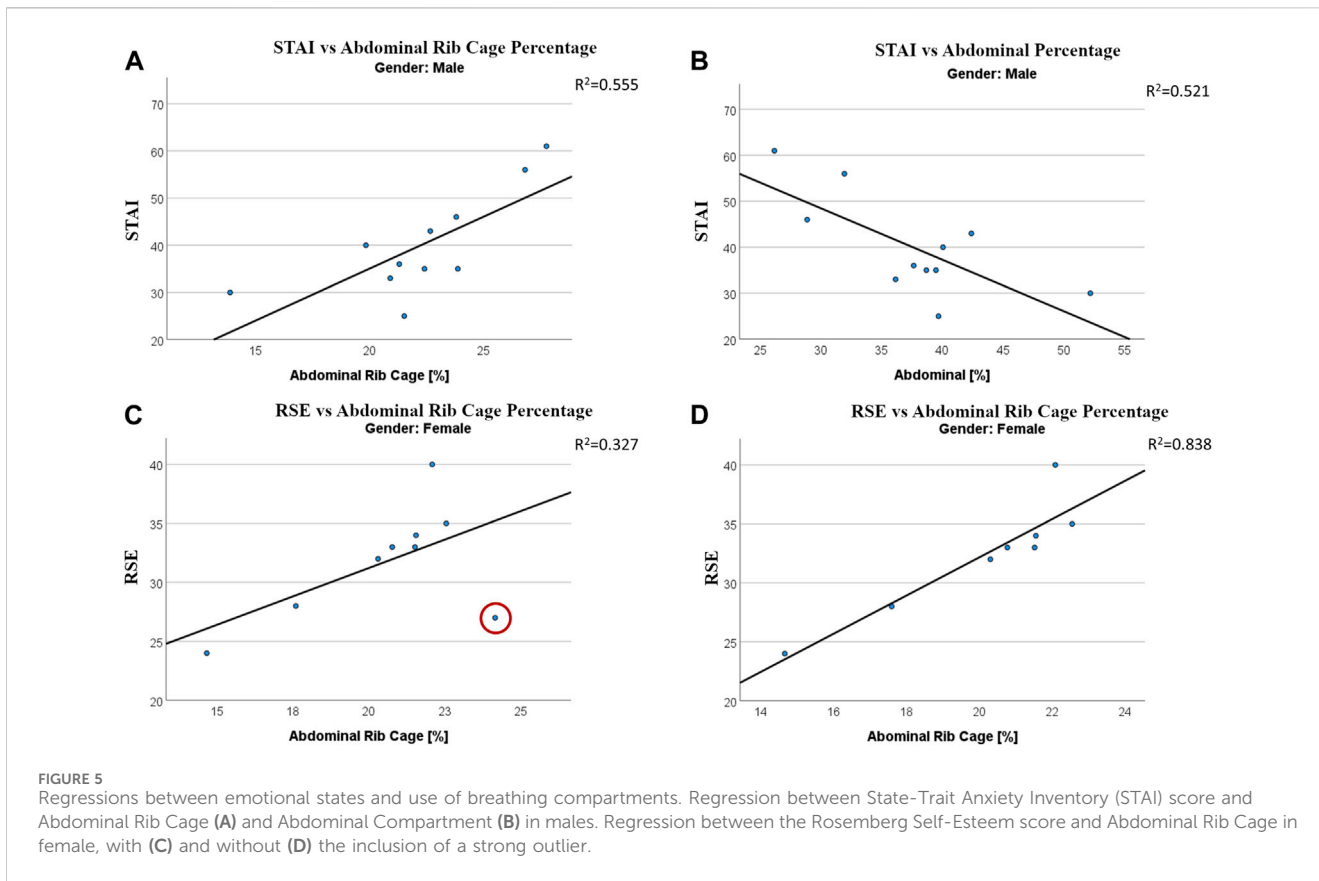 A
STAI vs Abdominal Rib Cage Percentage
Gender: Male
R²=0.555
70
60
50
40
30
20
STAI
15
20
25
Abdominal Rib Cage [%]
B
STAI vs Abdominal Percentage
Gender: Male
R²=0.521
70
60
50
40
30
20
STAI
25
30
35
40
45
50
55
Abdominal [%]
C
RSE vs Abdominal Rib Cage Percentage
Gender: Female
R²=0.327
40
35
30
25
20
RSE
15
18
20
23
25
Abdominal Rib Cage [%]
D
RSE vs Abdominal Rib Cage Percentage
Gender: Female
R²=0.838
40
35
30
25
20
RSE
14
16
18
20
22
24
Abominal Rib Cage [%]
FIGURE 5
Regressions between emotional states and use of breathing compartments. Regression between State-Trait Anxiety Inventory (STAI) score and
Abdominal Rib Cage (A) and Abdominal Compartment (B) in males. Regression between the Rosemberg Self-Esteem score and Abdominal Rib Cage in
female, with (C) and without (D) the inclusion of a strong outlier.